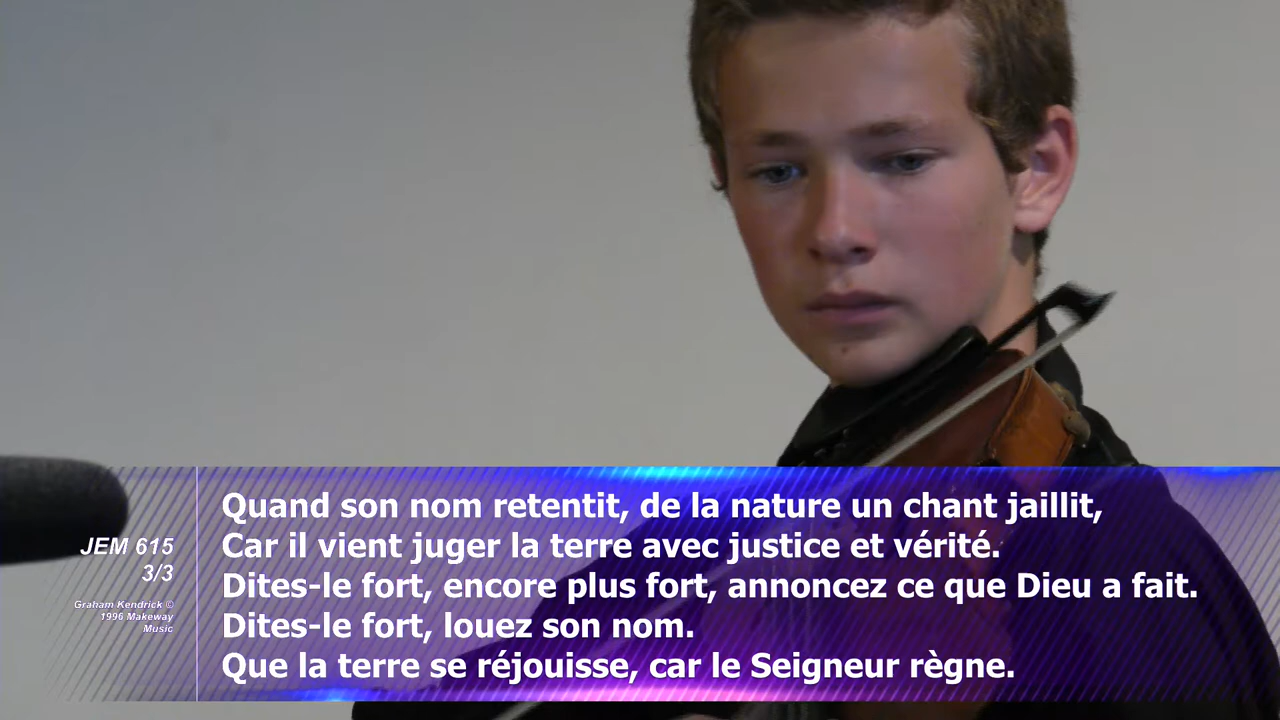 JEM 615
3/3
Graham Kendrick ©
1996 Makeway
Music
Quand son nom retentit, de la nature un chant jaillit,
Car il vient juger la terre avec justice et vérité.
Dites-le fort, encore plus fort, annoncez ce que Dieu a fait.
Dites-le fort, louez son nom.
Que la terre se réjouisse, car le Seigneur règne.